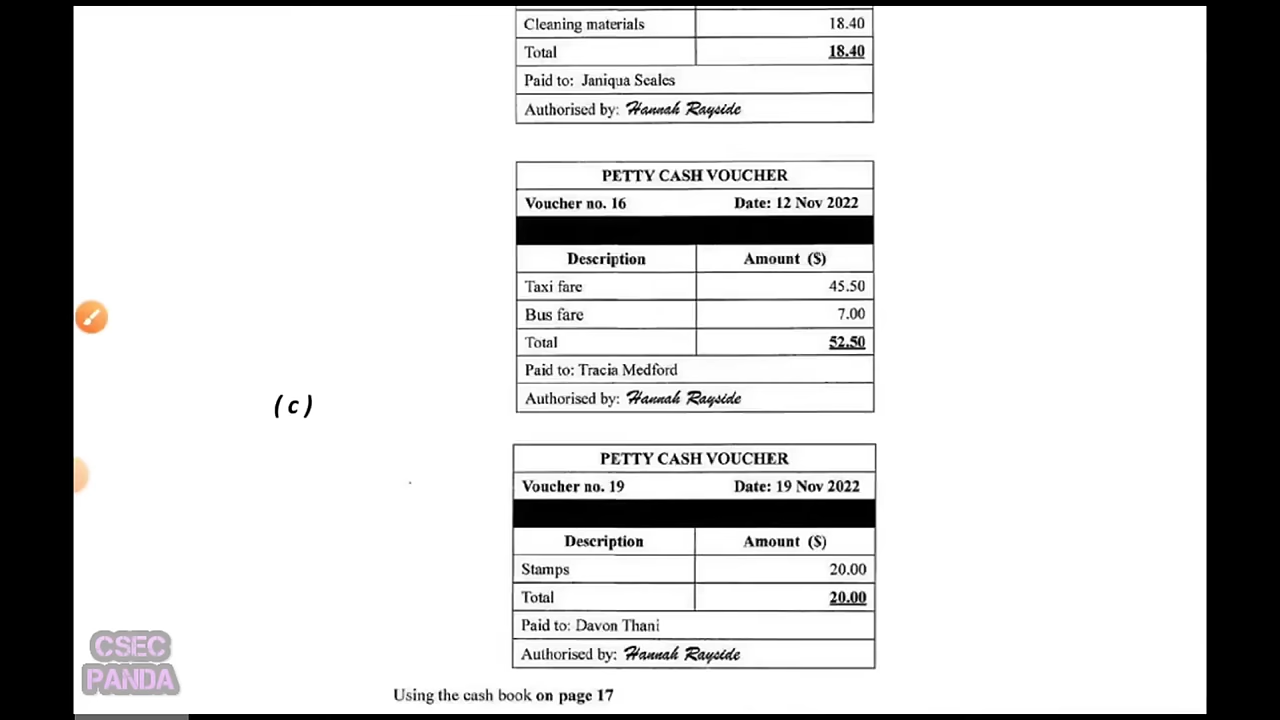 Cleaning materials 18.40
Total 18.40
Paid to: Janiqua Seales
Authorised by: Hannah Rayside
PETTY CASH VOUCHER
Voucher no. 16 Date: 12 Nov 2022
Description Amount ($)
Taxi fare 45.50
Bus fare 7.00
Total 52.50
Paid to: Tracia Medford
Authorised by: Hannah Rayside
(c)
PETTY CASH VOUCHER
Voucher no. 19 Date: 19 Nov 2022
Description Amount ($)
Stamps 20.00
Total 20.00
Paid to: Davon Thani
Authorised by: Hannah Rayside
CSEC
PANDA
Using the cash book on page 17